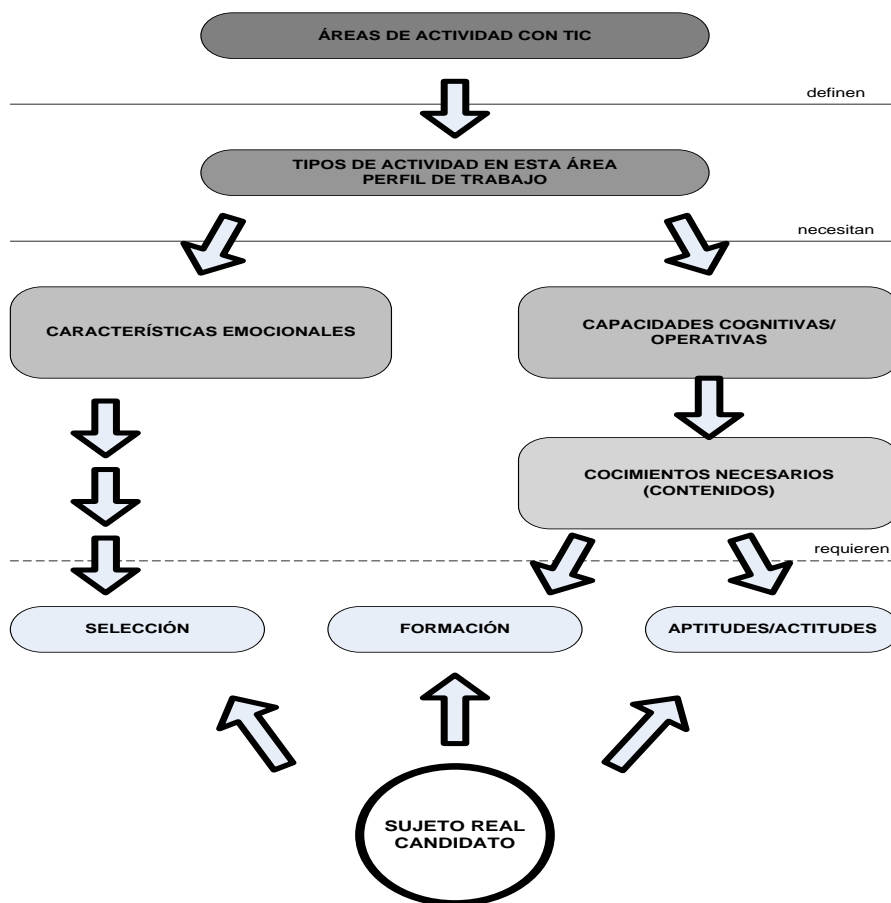 ÁREAS DE ACTIVIDAD CON TIC
definen
TIPOS DE ACTIVIDAD EN ESTA ÁREA
PERFIL DE TRABAJO
necesitan
CARACTERÍSTICAS EMOCIONALES
CAPACIDADES COGNITIVAS/
OPERATIVAS
COCIMIENTOS NECESARIOS
(CONTENIDOS)
requieren
SELECCIÓN
FORMACIÓN
APTITUDES/ACTITUDES
SUJETO REAL
CANDIDATO